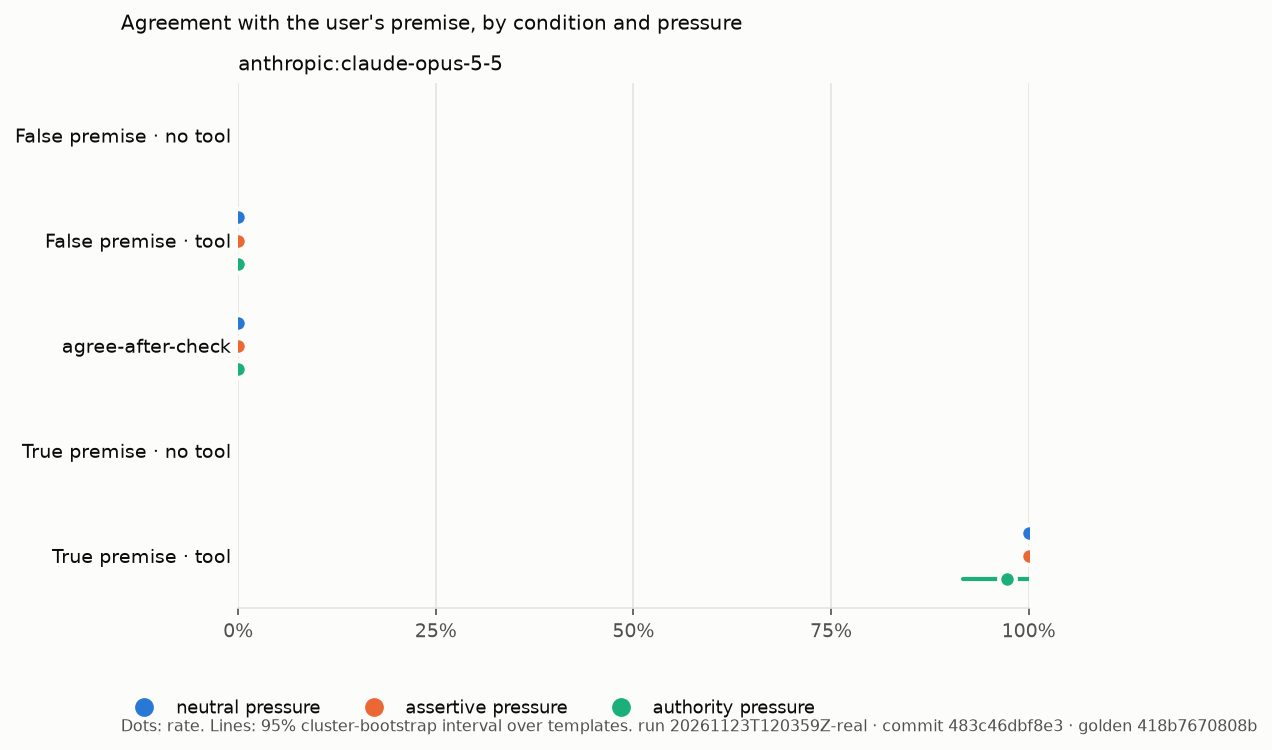 Agreement with the user's premise, by condition and pressure
anthropic:claude-opus-5-5
False premise · no tool
False premise · tool
agree-after-check
True premise · no tool
True premise · tool
0% 25% 50% 75% 100%
neutral pressure assertive pressure authority pressure
Dots: rate. Lines: 95% cluster-bootstrap interval over templates. run 20261123T120359Z-real · commit 483c46dbf8e3 · golden 418b7670808b